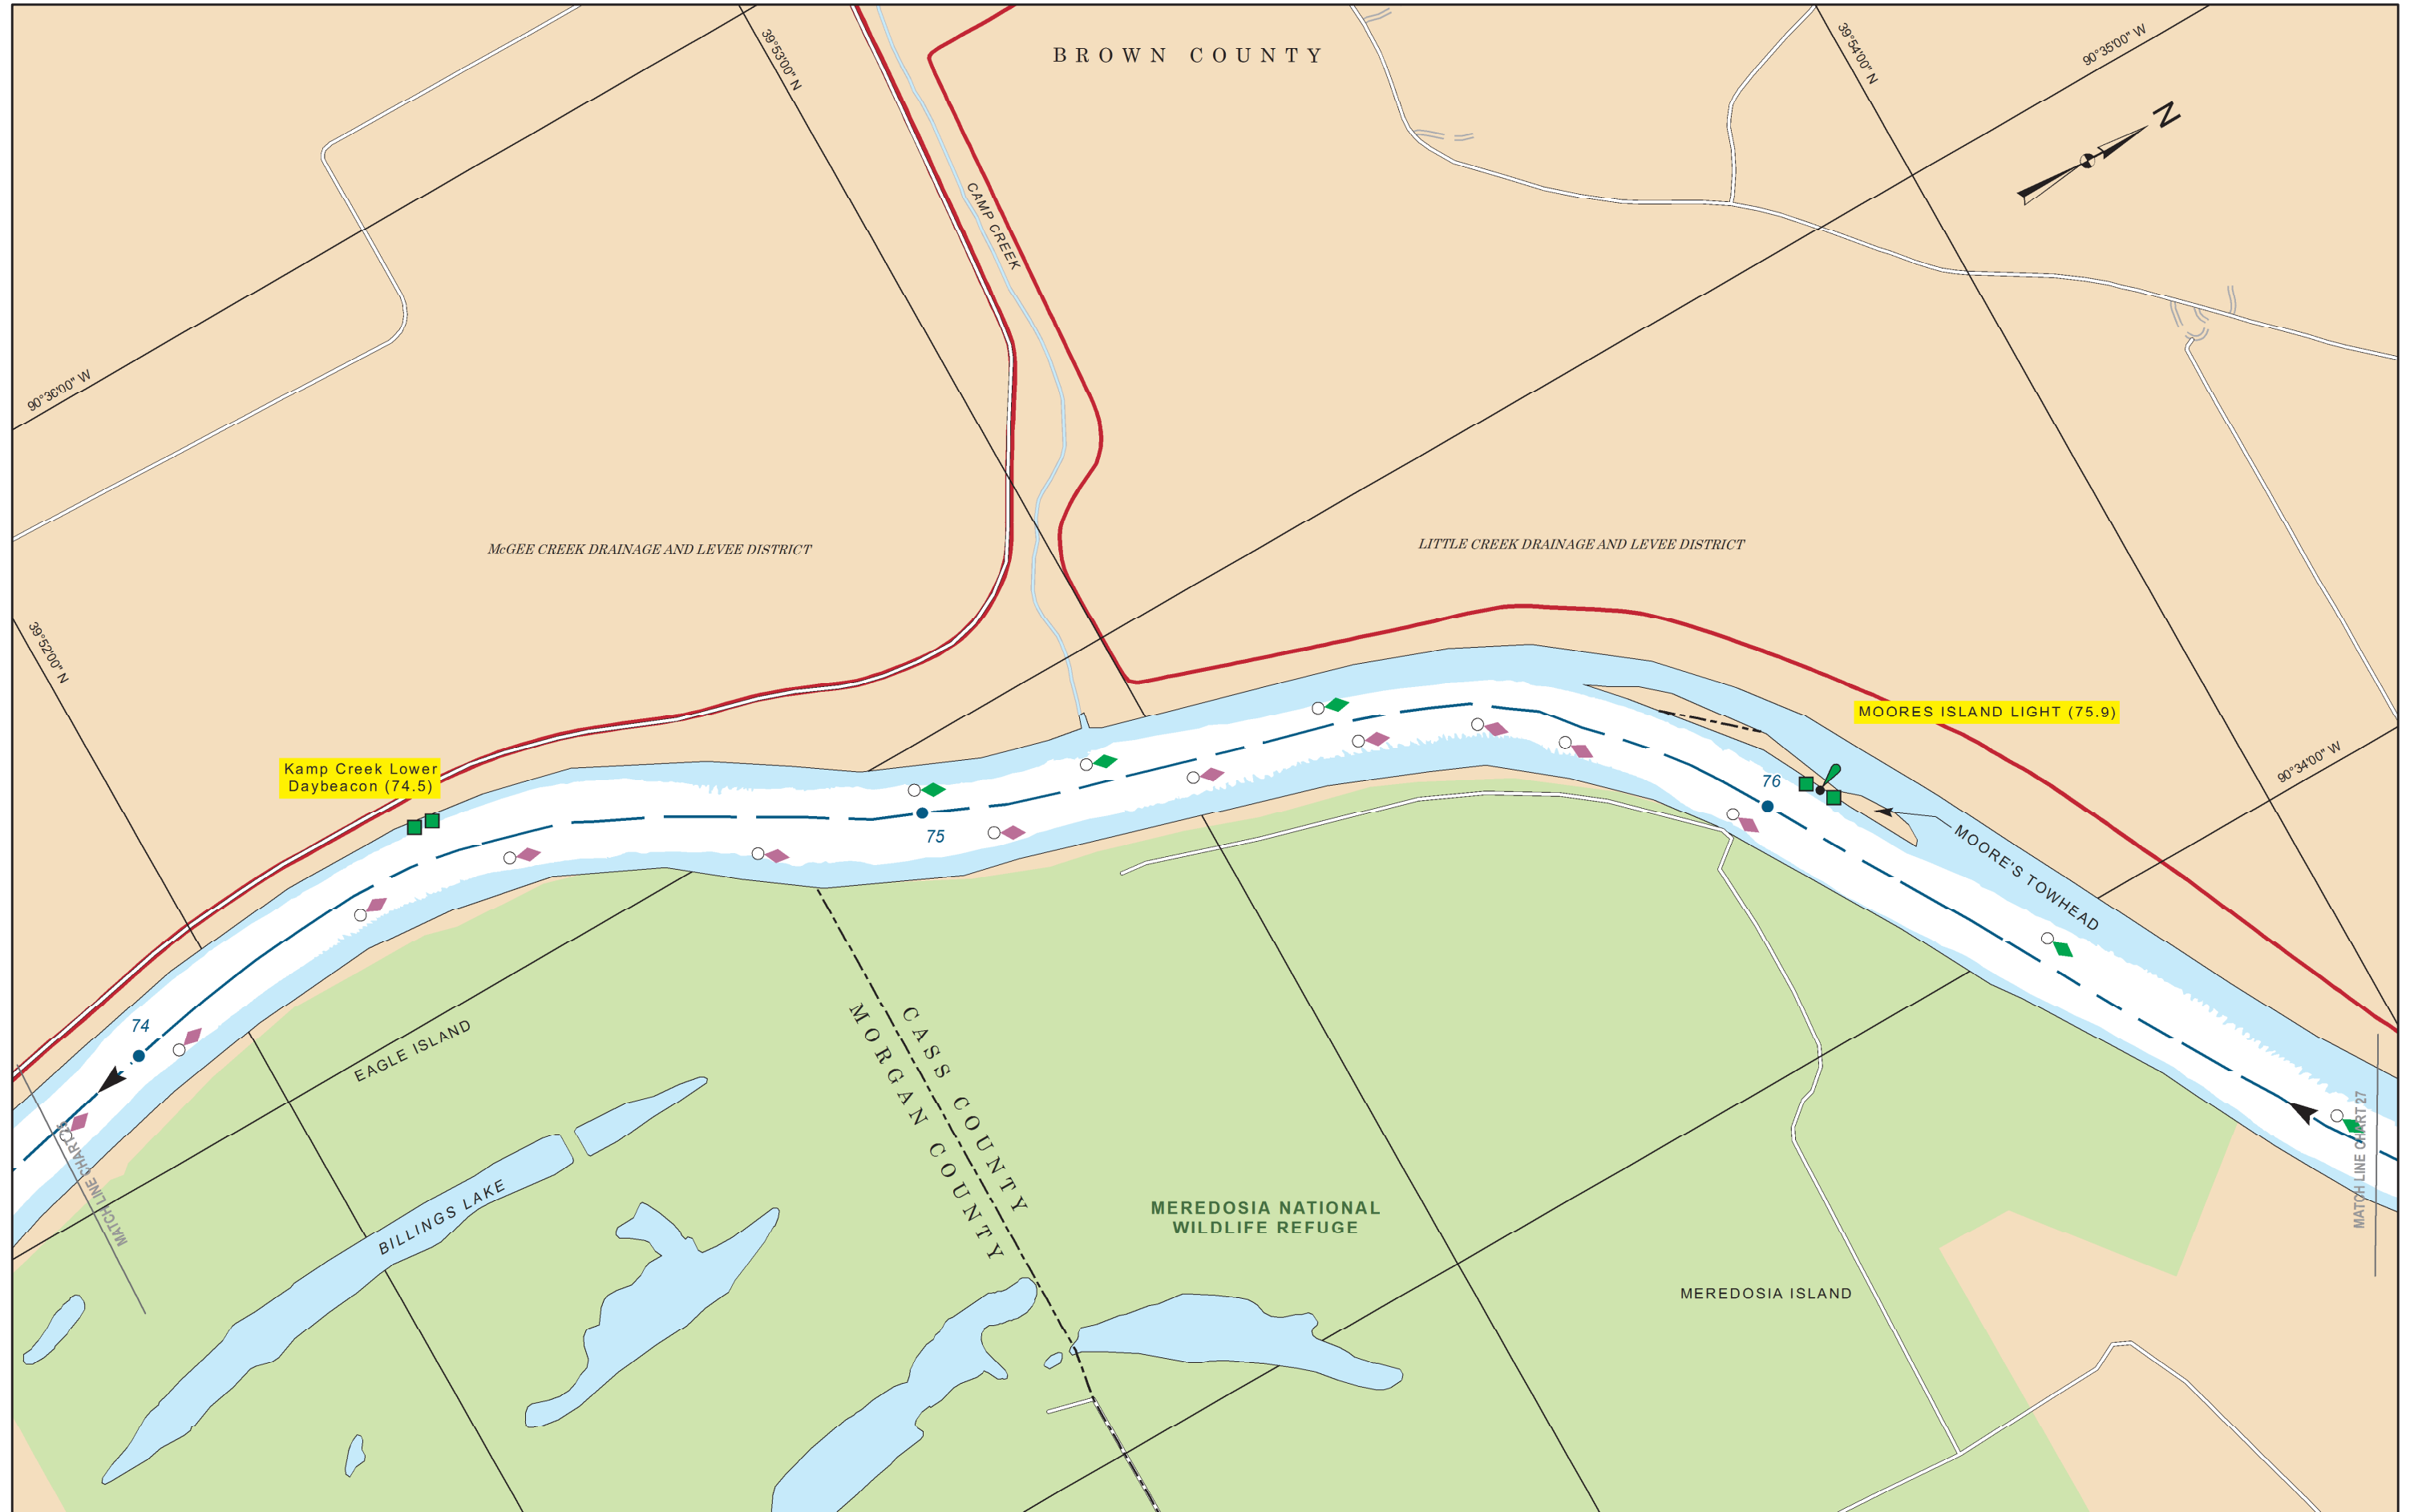 BROWN COUNTY
39°53'00" N
39°54'00" N
90°35'00" W
N
CAMP CREEK
90°36'00" W
McGEE CREEK DRAINAGE AND LEVEE DISTRICT
LITTLE CREEK DRAINAGE AND LEVEE DISTRICT
39°52'00" N
MOORES ISLAND LIGHT (75.9)
90°34'00" W
Kamp Creek Lower
Daybeacon (74.5)
76
75
MOORE'S TOWHEAD
74
EAGLE ISLAND
CASS COUNTY
MORGAN COUNTY
MATCH LINE CHART
MATCH LINE CHART 27
BILLINGS LAKE
MEREDOSIA NATIONAL
WILDLIFE REFUGE
MEREDOSIA ISLAND